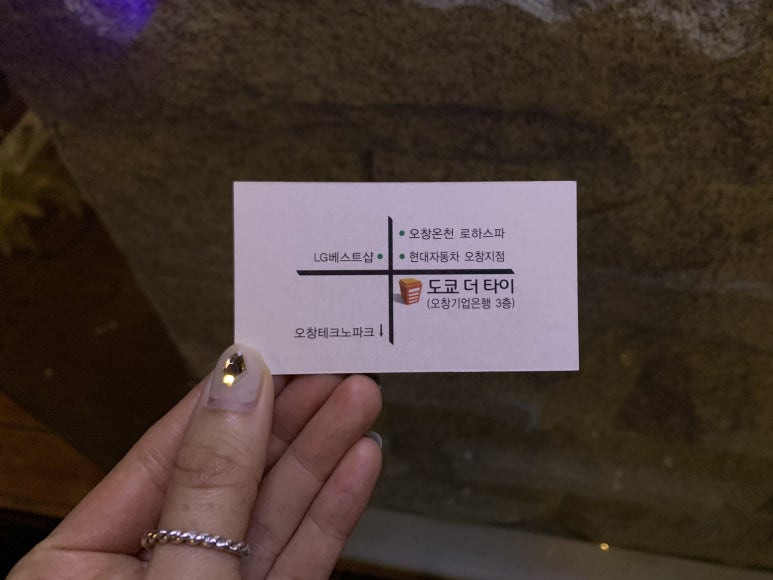 오창온천 로하스파
LG베스트샵
현대자동차 오창지점
도쿄 더 타이
(오창기업은행 3층)
오창테크노파크↓